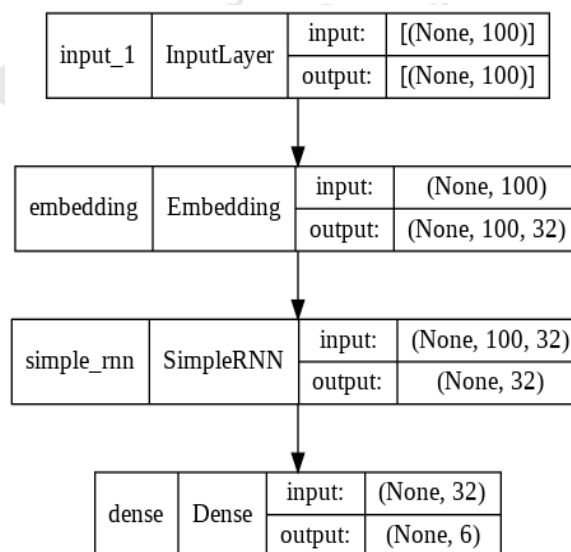 input_1 InputLayer input: [(None, 100)]
output: [(None, 100)]
embedding Embedding input: (None, 100)
output: (None, 100, 32)
simple_rnn SimpleRNN input: (None, 100, 32)
output: (None, 32)
dense Dense input: (None, 32)
output: (None, 6)